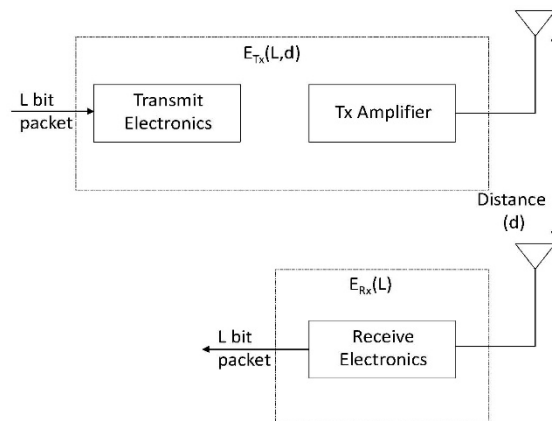 E_Tx(L,d)
L bit
packet
Transmit
Electronics
Tx Amplifier
Distance
(d)
E_Rx(L)
L bit
packet
Receive
Electronics